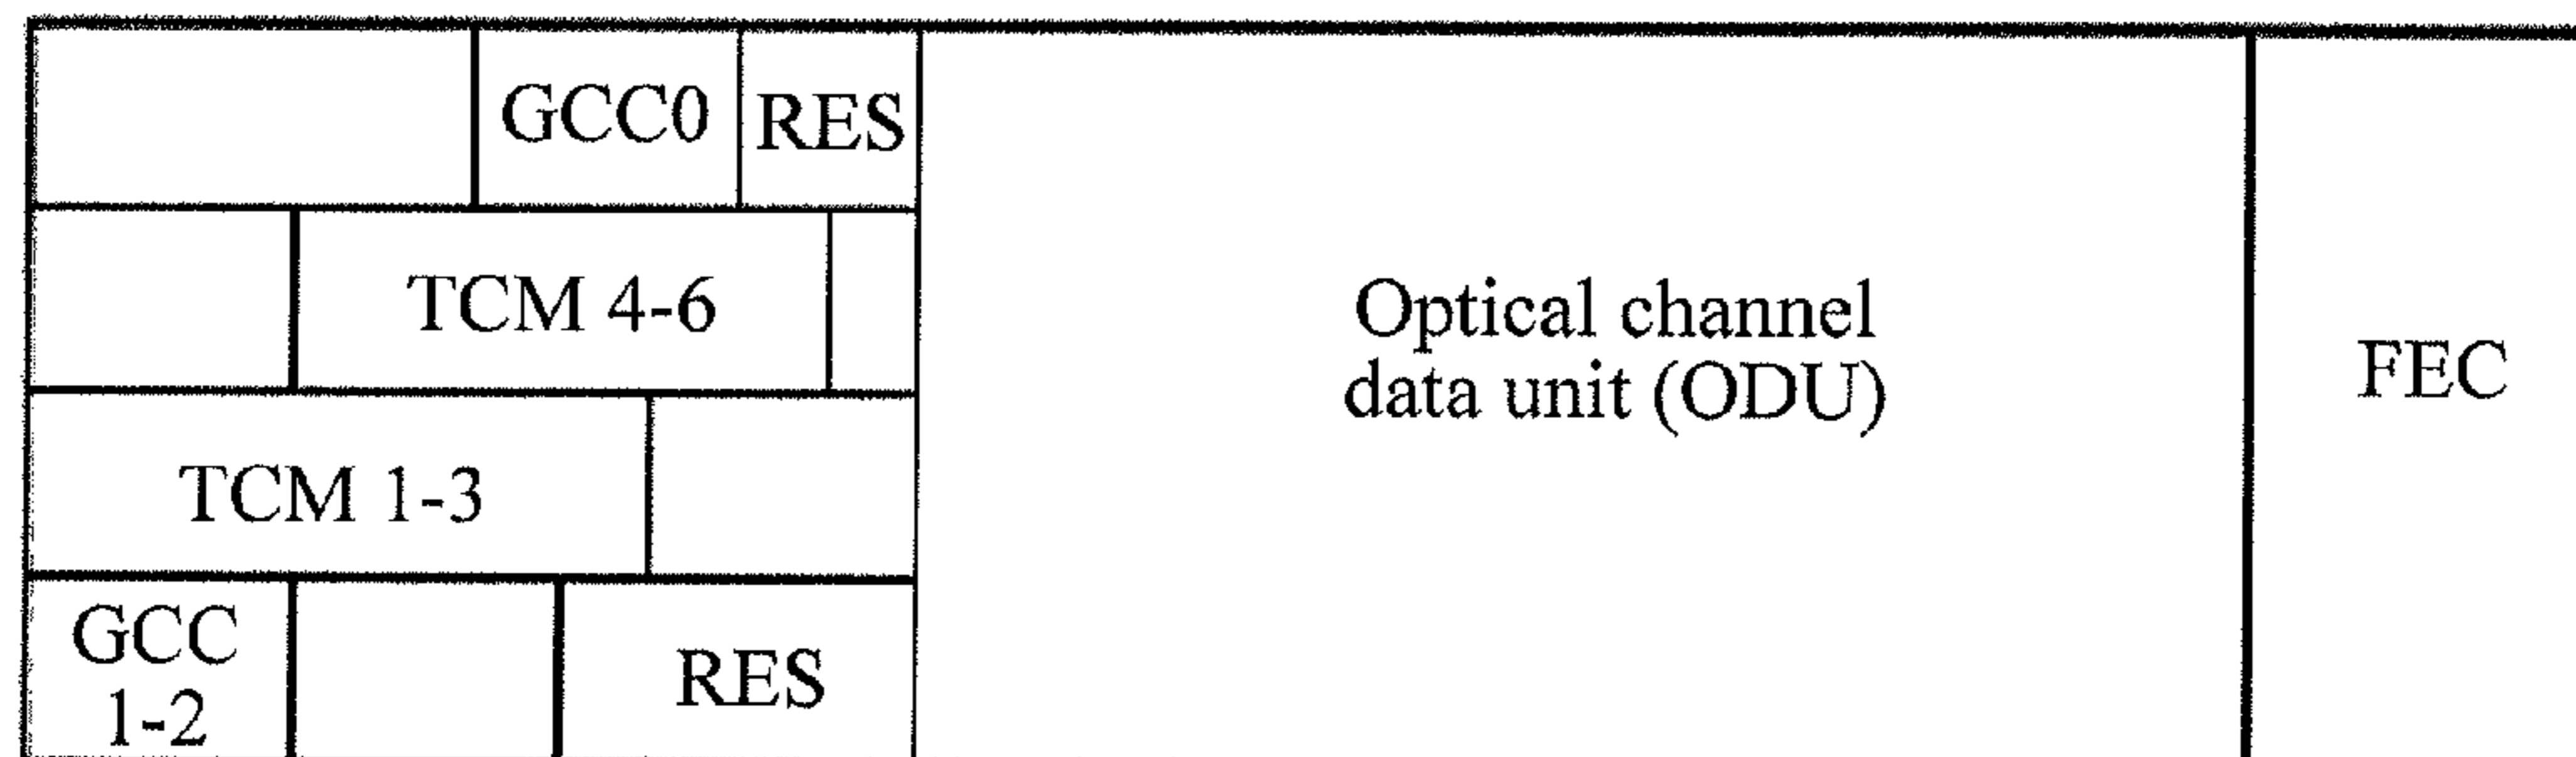 GCC0 RES
TCM 4-6
TCM 1-3
GCC
1-2
RES
Optical channel
data unit (ODU)
FEC